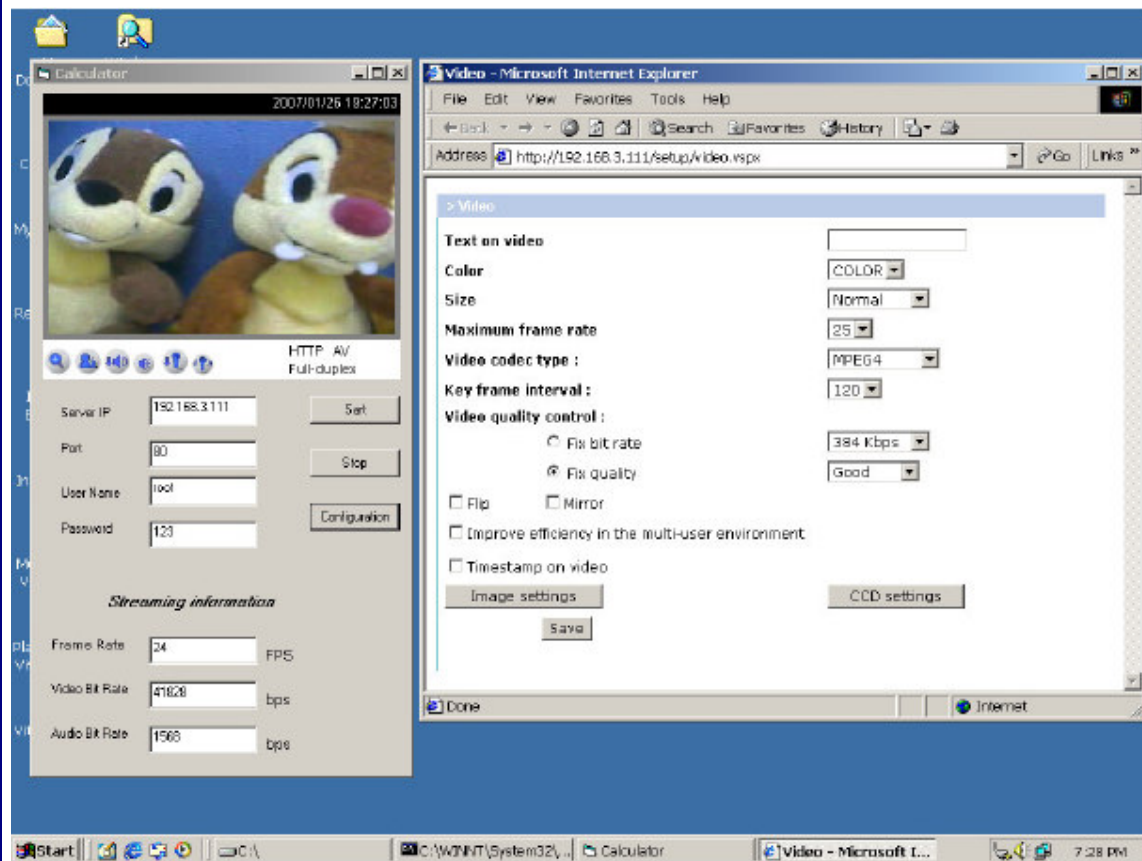 Calculator
2007/01/26 19:27:03
HTTP AV
Full-duplex
Server IP 192.168.3.111
Port 80
User Name root
Password 123
Start
Stop
Configuration
Streaming information
Frame Rate 24 FPS
Video Bit Rate 41828 bps
Audio Bit Rate 1568 bps
Video - Microsoft Internet Explorer
File Edit View Favorites Tools Help
Back Search Favorites History
Address http://192.168.3.111/setup/video.vspx Go Links »
> Video
Text on video
Color COLOR
Size Normal
Maximum frame rate 25
Video codec type : MPEG4
Key frame interval : 120
Video quality control :
Fix bit rate 384 Kbps
Fix quality Good
Flip Mirror
Improve efficiency in the multi-user environment
Timestamp on video
Image settings CCD settings
Save
Done Internet
Start C:\ C:\WINNT\System32\... Calculator Video - Microsoft I... 7:28 PM